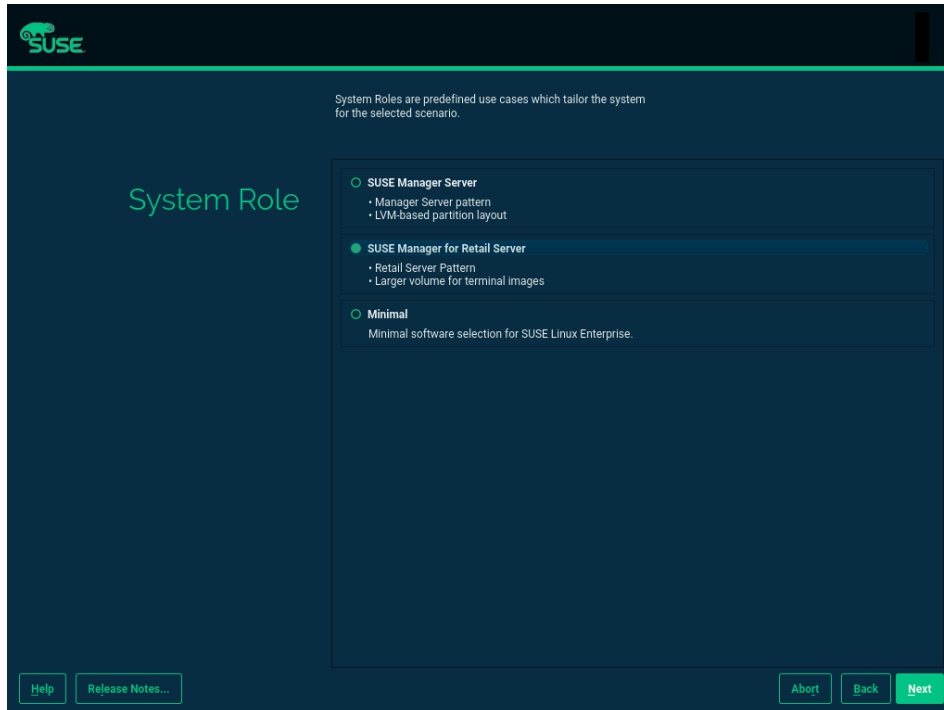 SUSE
System Roles are predefined use cases which tailor the system
for the selected scenario.
System Role
SUSE Manager Server
• Manager Server pattern
• LVM-based partition layout
SUSE Manager for Retail Server
• Retail Server Pattern
• Larger volume for terminal images
Minimal
Minimal software selection for SUSE Linux Enterprise.
Help
Release Notes...
Abort
Back
Next